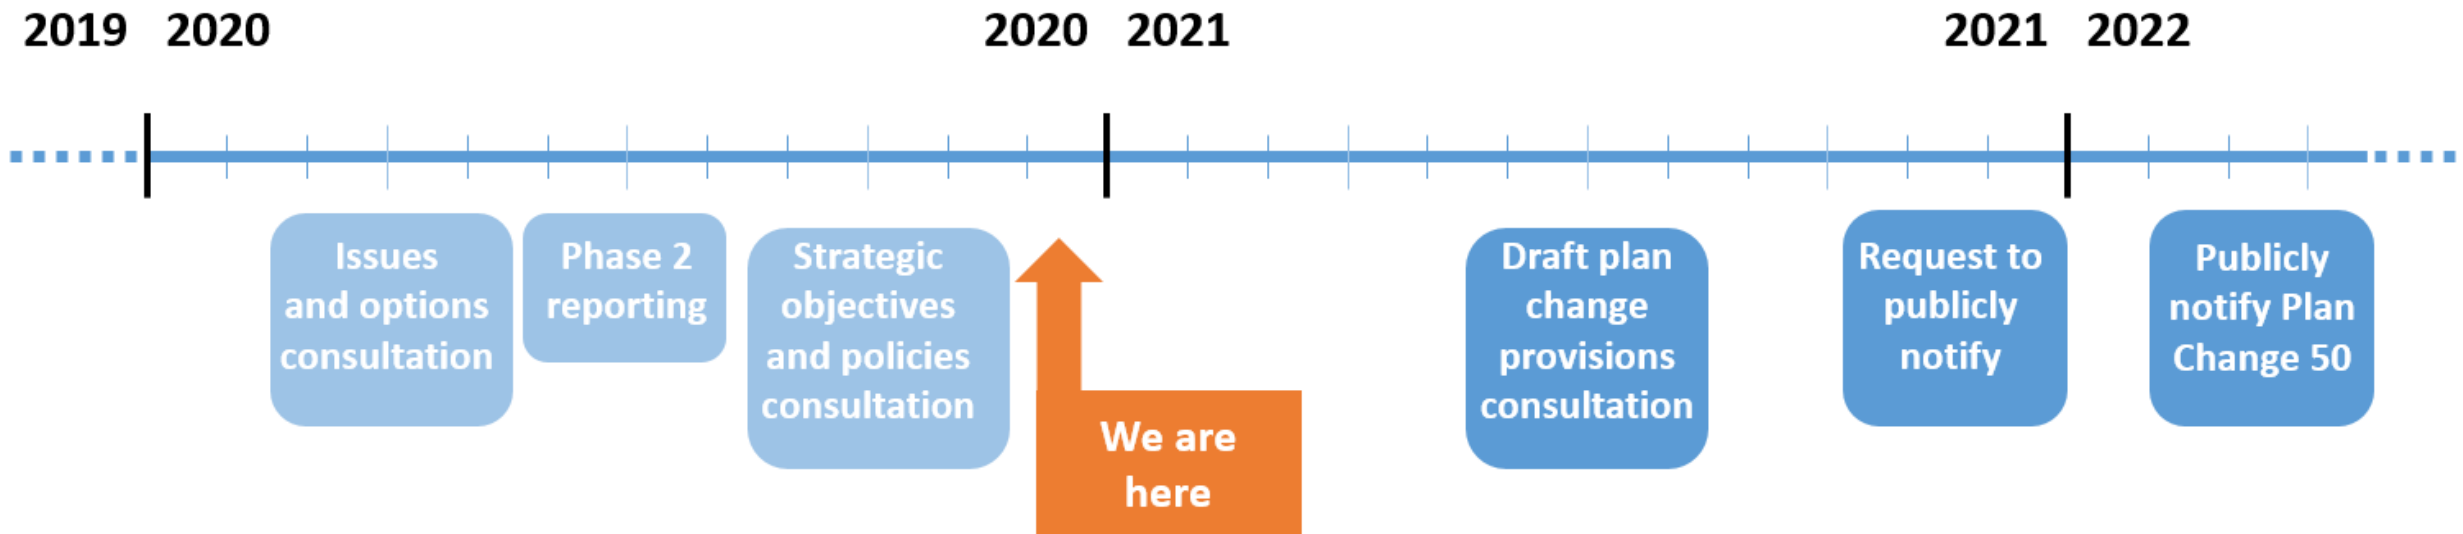 2019 2020
2020 2021
2021 2022
Issues
and options
consultation
Phase 2
reporting
Strategic
objectives
and policies
consultation
We are
here
Draft plan
change
provisions
consultation
Request to
publicly
notify
Publicly
notify Plan
Change 50